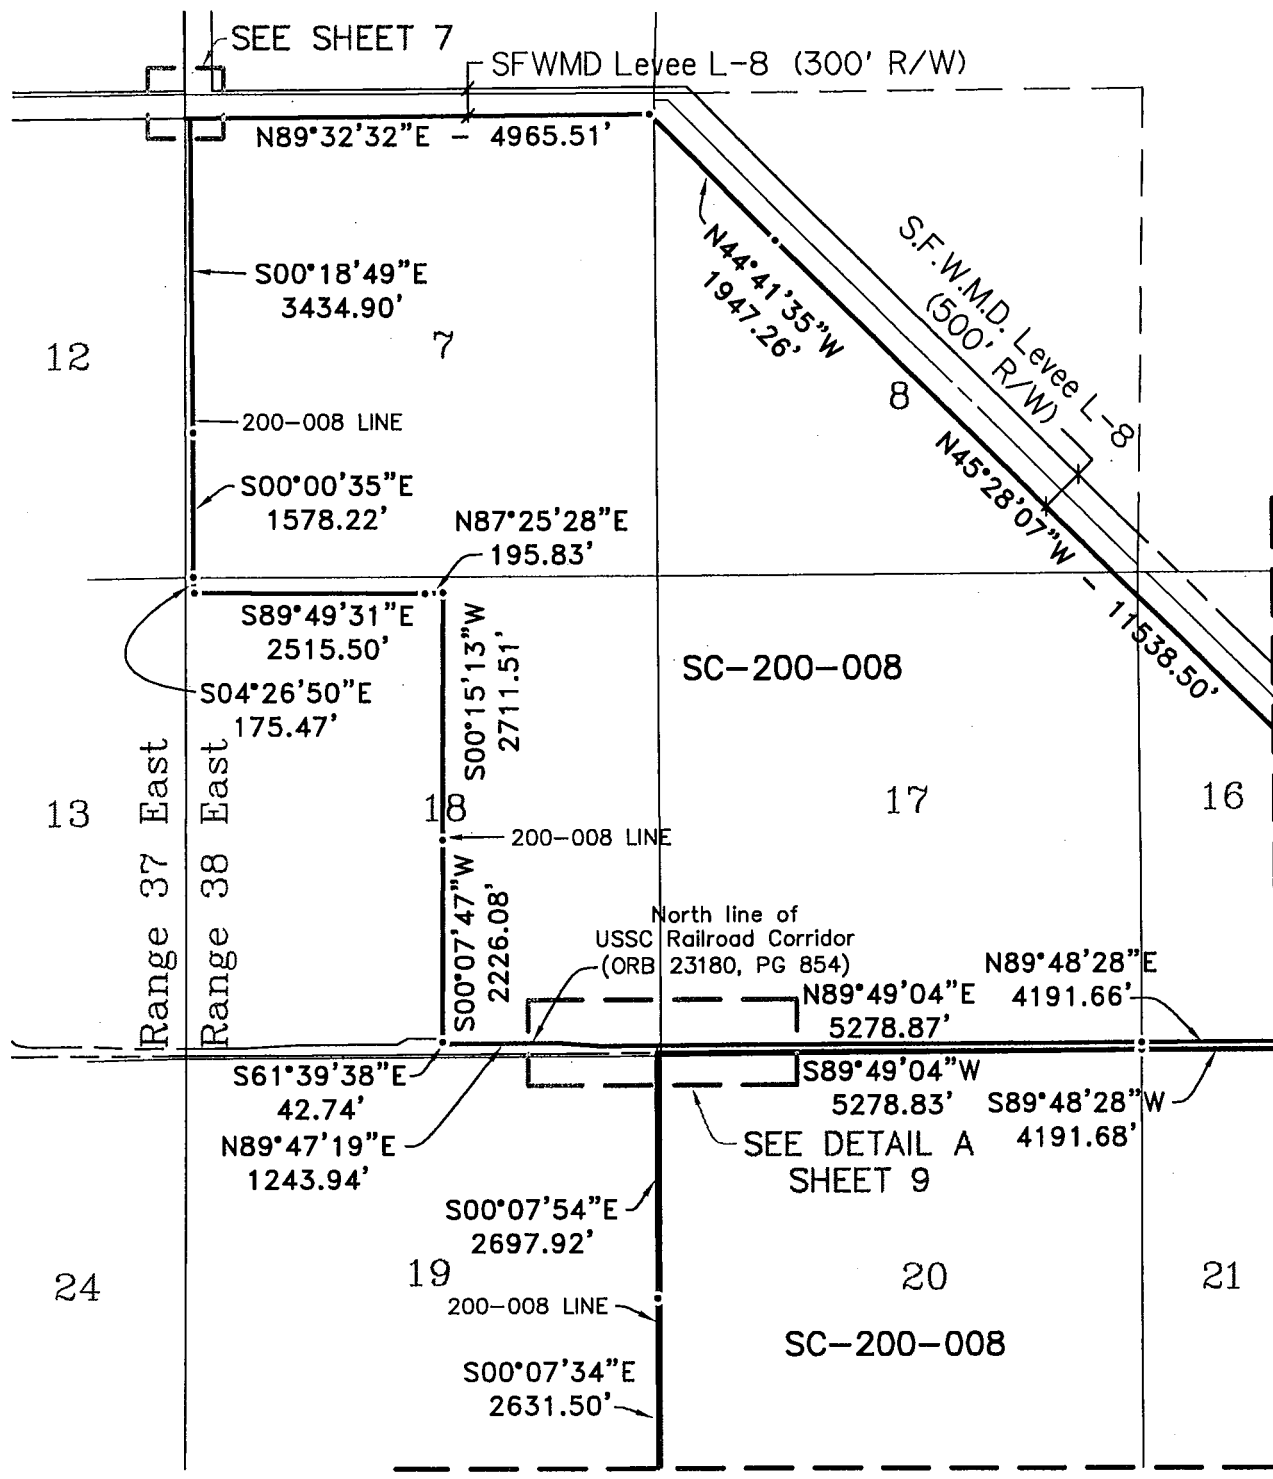 SEE SHEET 7
SFWMD Levee L-8 (300' R/W)
N89°32'32"E - 4965.51'
S00°18'49"E
3434.90'
N44°41'35"W
1947.26'
S.F.W.M.D. Levee L-8
(500' R/W)
12
7
8
200-008 LINE
N45°28'07"W - 11538.50'
S00°00'35"E
1578.22'
N87°25'28"E
195.83'
S89°49'31"E
2515.50'
S04°26'50"E
175.47'
S00°15'13"W
2711.51'
SC-200-008
Range 37 East
Range 38 East
13
18
17
16
200-008 LINE
S00°07'47"W
2226.08'
North line of
USSC Railroad Corridor
(ORB 23180, PG 854)
N89°48'28"E
4191.66'
N89°49'04"E
5278.87'
S61°39'38"E
42.74'
S89°49'04"W
5278.83'
S89°48'28"W
4191.68'
N89°47'19"E
1243.94'
SEE DETAIL A
SHEET 9
S00°07'54"E
2697.92'
24
19
20
21
200-008 LINE
SC-200-008
S00°07'34"E
2631.50'